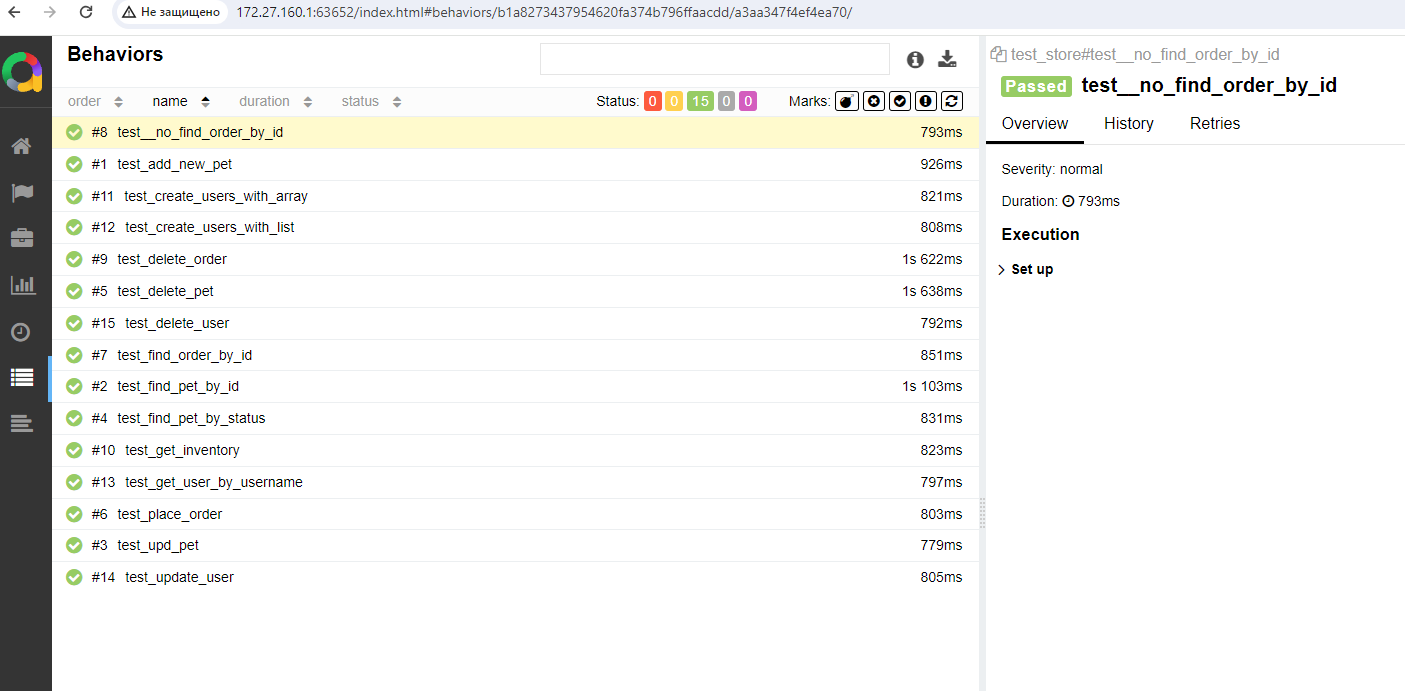 Не защищено 172.27.160.1:63652/index.html#behaviors/b1a8273437954620fa374b796ffaacdd/a3aa347f4ef4ea70/
Behaviors
order name duration status Status: 0 0 15 0 0 Marks:
#8 test__no_find_order_by_id 793ms
#1 test_add_new_pet 926ms
#11 test_create_users_with_array 821ms
#12 test_create_users_with_list 808ms
#9 test_delete_order 1s 622ms
#5 test_delete_pet 1s 638ms
#15 test_delete_user 792ms
#7 test_find_order_by_id 851ms
#2 test_find_pet_by_id 1s 103ms
#4 test_find_pet_by_status 831ms
#10 test_get_inventory 823ms
#13 test_get_user_by_username 797ms
#6 test_place_order 803ms
#3 test_upd_pet 779ms
#14 test_update_user 805ms
test_store#test__no_find_order_by_id
Passed test__no_find_order_by_id
Overview History Retries
Severity: normal
Duration: 793ms
Execution
Set up